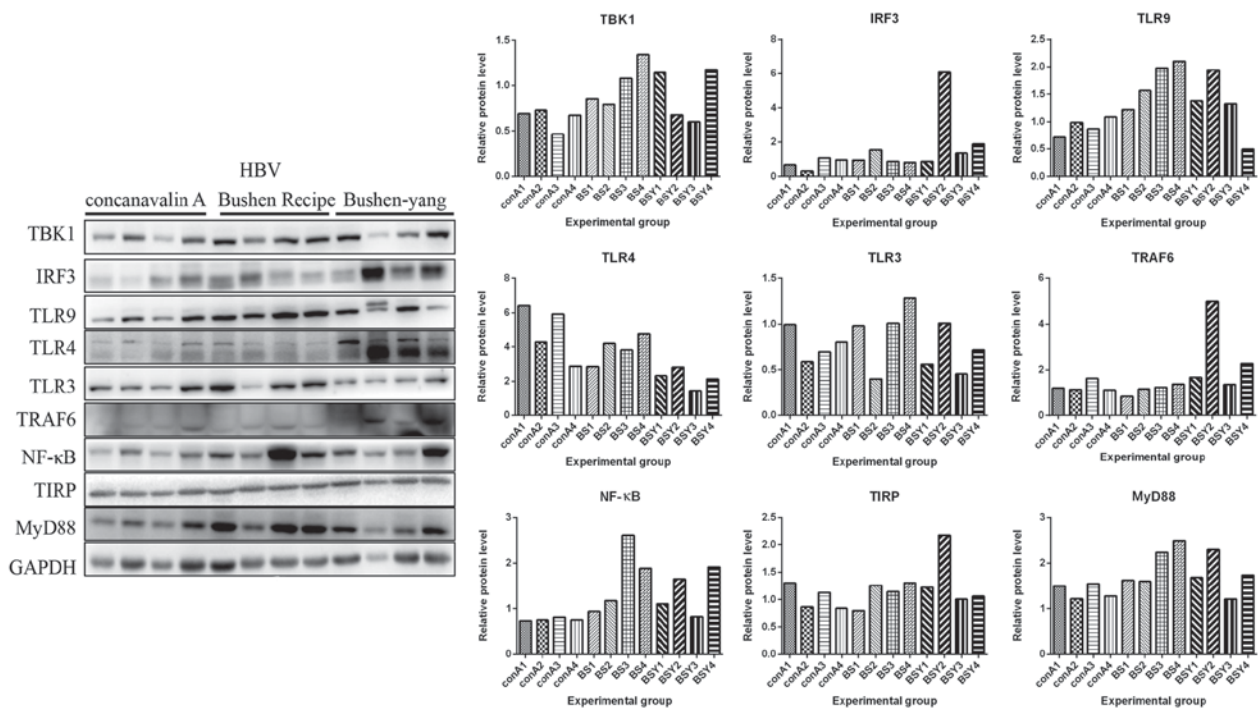 HBV
concanavalin A Bushen Recipe Bushen-yang
TBK1
IRF3
TLR9
TLR4
TLR3
TRAF6
NF-κB
TIRP
MyD88
GAPDH
TBK1
Relative protein level
1.5
1.0
0.5
0.0
conA1 conA2 conA3 conA4 BS1 BS2 BS3 BS4 BSY1 BSY2 BSY3 BSY4
Experimental group
IRF3
Relative protein level
8
6
4
2
0
conA1 conA2 conA3 conA4 BS1 BS2 BS3 BS4 BSY1 BSY2 BSY3 BSY4
Experimental group
TLR9
Relative protein level
2.5
2.0
1.5
1.0
0.5
0.0
conA1 conA2 conA3 conA4 BS1 BS2 BS3 BS4 BSY1 BSY2 BSY3 BSY4
Experimental group
TLR4
Relative protein level
8
6
4
2
0
conA1 conA2 conA3 conA4 BS1 BS2 BS3 BS4 BSY1 BSY2 BSY3 BSY4
Experimental group
TLR3
Relative protein level
1.5
1.0
0.5
0.0
conA1 conA2 conA3 conA4 BS1 BS2 BS3 BS4 BSY1 BSY2 BSY3 BSY4
Experimental group
TRAF6
Relative protein level
6
4
2
0
conA1 conA2 conA3 conA4 BS1 BS2 BS3 BS4 BSY1 BSY2 BSY3 BSY4
Experimental group
NF-κB
Relative protein level
3
2
1
0
conA1 conA2 conA3 conA4 BS1 BS2 BS3 BS4 BSY1 BSY2 BSY3 BSY4
Experimental group
TIRP
Relative protein level
2.5
2.0
1.5
1.0
0.5
0.0
conA1 conA2 conA3 conA4 BS1 BS2 BS3 BS4 BSY1 BSY2 BSY3 BSY4
Experimental group
MyD88
Relative protein level
3
2
1
0
conA1 conA2 conA3 conA4 BS1 BS2 BS3 BS4 BSY1 BSY2 BSY3 BSY4
Experimental group